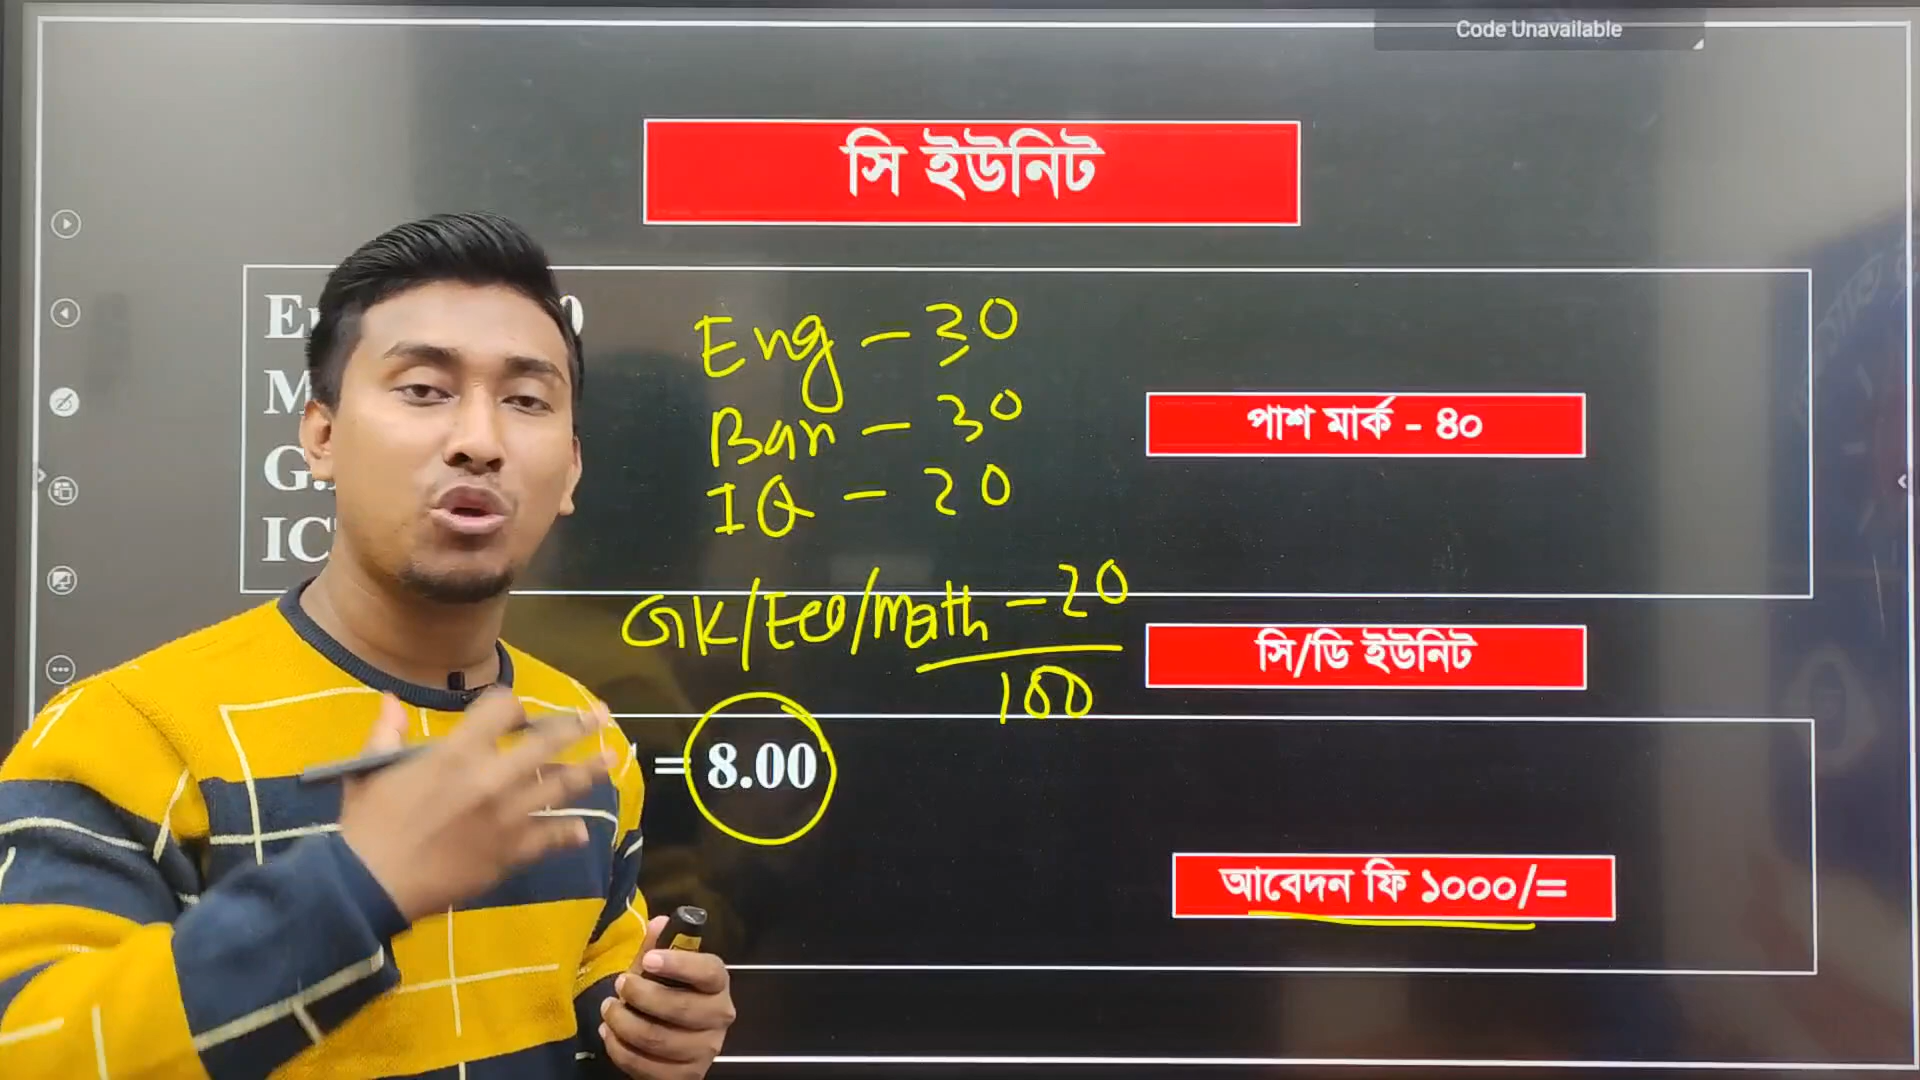 Code Unavailable
সি ইউনিট
Eng - 30
Ban - 30
IQ - 20
GK/Eco/Math - 20
100
পাশ মার্ক - ৪০
সি/ডি ইউনিট
= 8.00
আবেদন ফি ১০০০/=